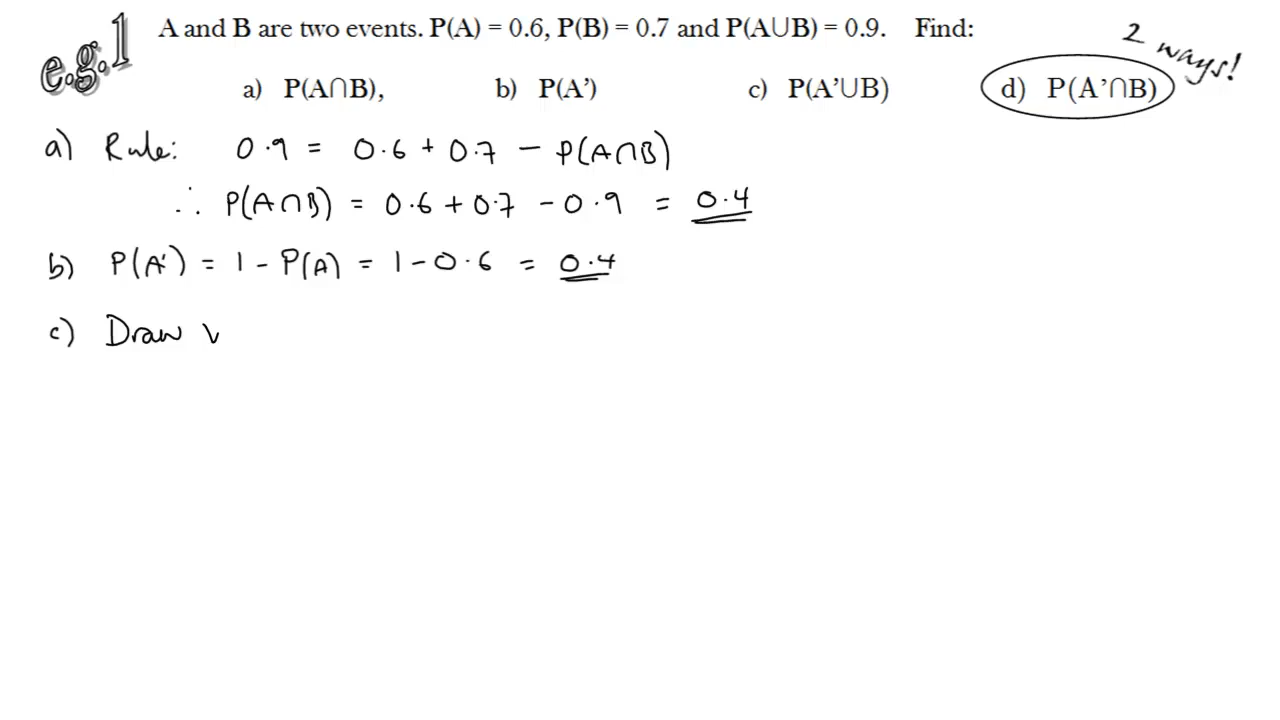 e.g.1 A and B are two events. P(A) = 0.6, P(B) = 0.7 and P(A∪B) = 0.9. Find:
2 ways!
a) P(A∩B), b) P(A’) c) P(A’∪B) d) P(A’∩B)
a) Rule: 0.9 = 0.6 + 0.7 − P(A∩B)
∴ P(A∩B) = 0.6 + 0.7 − 0.9 = 0.4
b) P(A') = 1 − P(A) = 1 − 0.6 = 0.4
c) Draw V